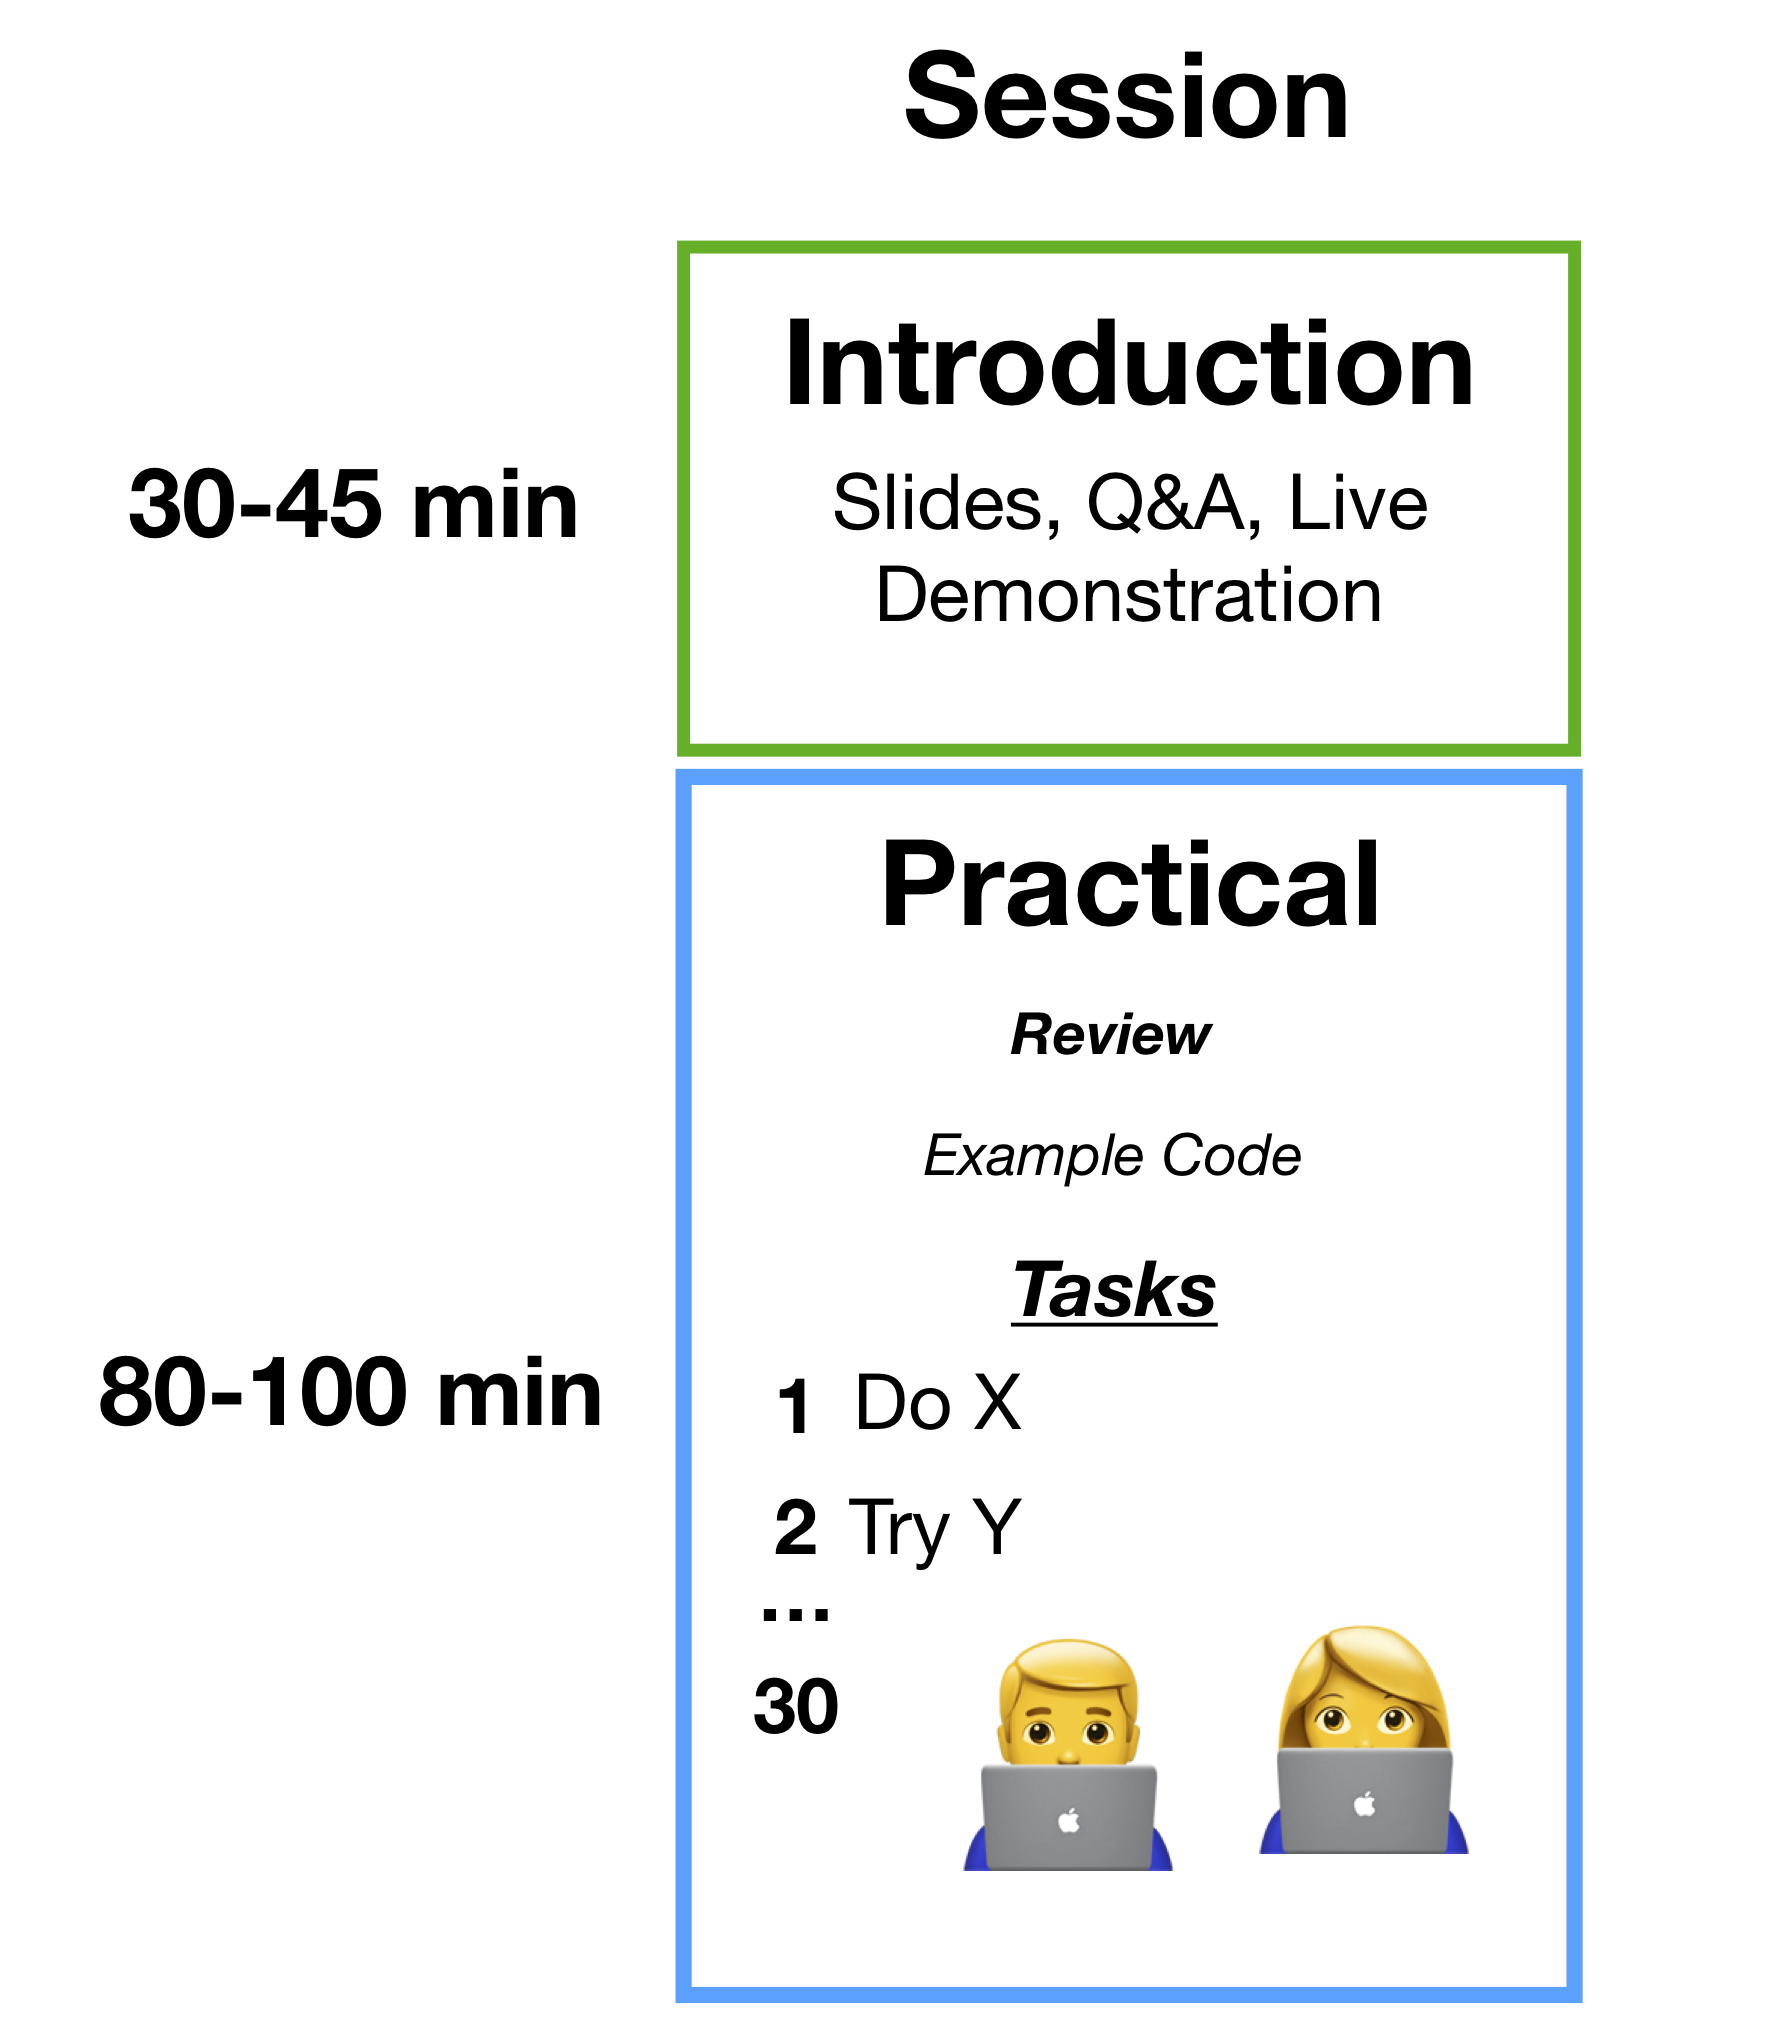 Session
Introduction
30-45 min
Slides, Q&A, Live
Demonstration
Practical
Review
Example Code
Tasks
80-100 min
1 Do X
2 Try Y
...
30